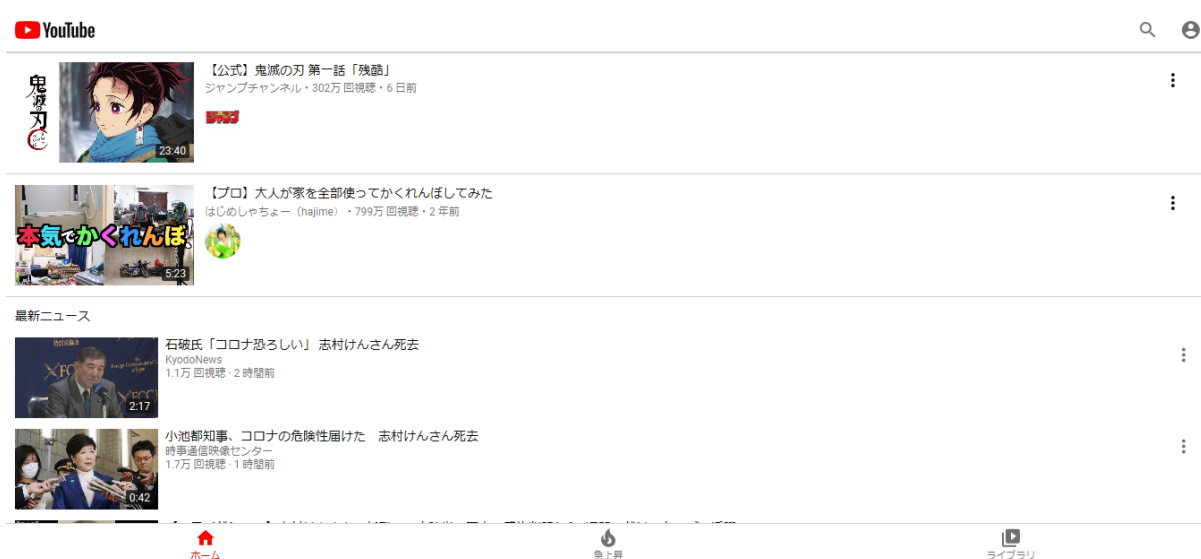 YouTube
【公式】鬼滅の刃 第一話「残酷」
ジャンプチャンネル・302万 回視聴・6 日前
鬼滅の刃
ジャンプ
23:40
【プロ】大人が家を全部使ってかくれんぼしてみた
はじめしゃちょー（hajime）・799万 回視聴・2 年前
本気でかくれんぼ
5:23
最新ニュース
石破氏「コロナ恐ろしい」 志村けんさん死去
KyodoNews
1.1万 回視聴 · 2 時間前
2:17
小池都知事、コロナの危険性届けた　志村けんさん死去
時事通信映像センター
1.7万 回視聴 · 1 時間前
0:42
ホーム
急上昇
ライブラリ